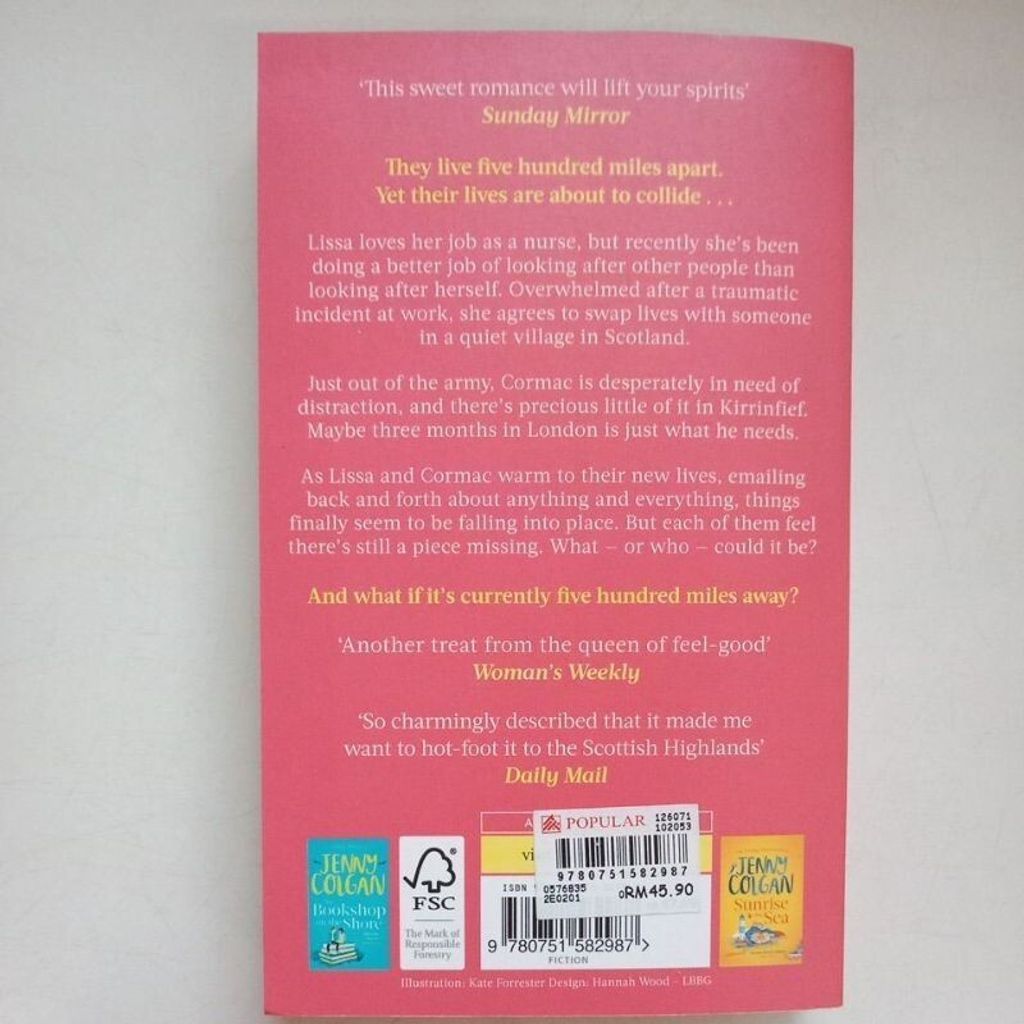 ‘This sweet romance will lift your spirits’
Sunday Mirror
They live five hundred miles apart.
Yet their lives are about to collide . . .
Lissa loves her job as a nurse, but recently she’s been
doing a better job of looking after other people than
looking after herself. Overwhelmed after a traumatic
incident at work, she agrees to swap lives with someone
in a quiet village in Scotland.
Just out of the army, Cormac is desperately in need of
distraction, and there’s precious little of it in Kirrinfief.
Maybe three months in London is just what he needs.
As Lissa and Cormac warm to their new lives, emailing
back and forth about anything and everything, things
finally seem to be falling into place. But each of them feel
there’s still a piece missing. What – or who – could it be?
And what if it’s currently five hundred miles away?
‘Another treat from the queen of feel-good’
Woman’s Weekly
‘So charmingly described that it made me
want to hot-foot it to the Scottish Highlands’
Daily Mail
POPULAR
126071
102053
9780751582987
0576835
2E0201
RM45.90
ISBN
9 780751 582987 >
FICTION
JENNY
COLGAN
Bookshop
on the Shore
FSC
The Mark of
Responsible
Forestry
JENNY
COLGAN
Sunrise
Sea
Illustration: Kate Forrester Design: Hannah Wood – LBBG